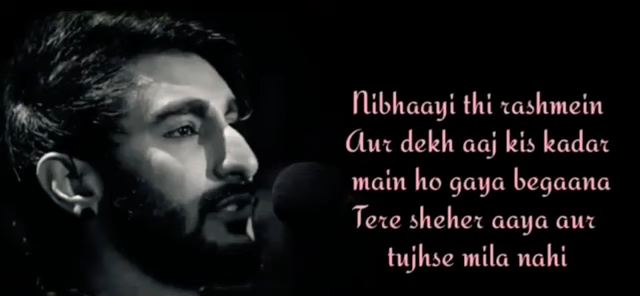 Nibhaayi thi rashmein
Aur dekh aaj kis kadar
main ho gaya begaana
Tere sheher aaya aur
tujhse mila nahi